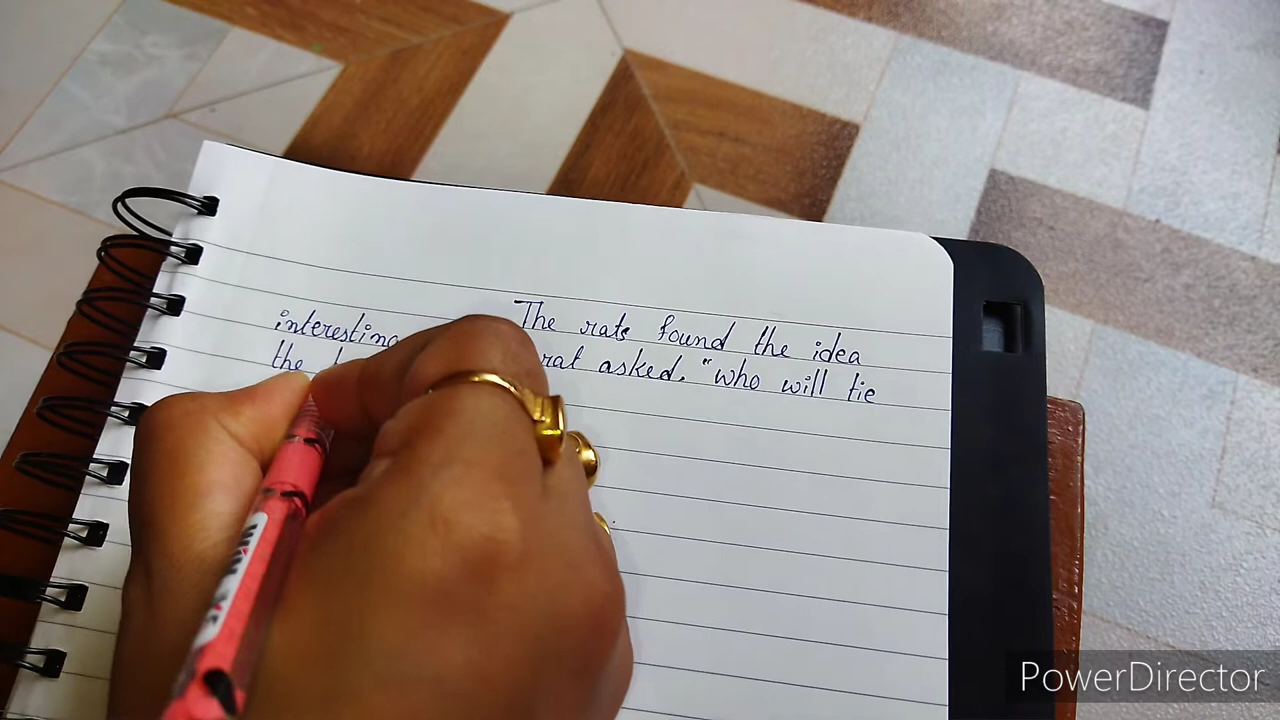 The rats found the idea
interesting rat asked. "who will tie
the
PowerDirector